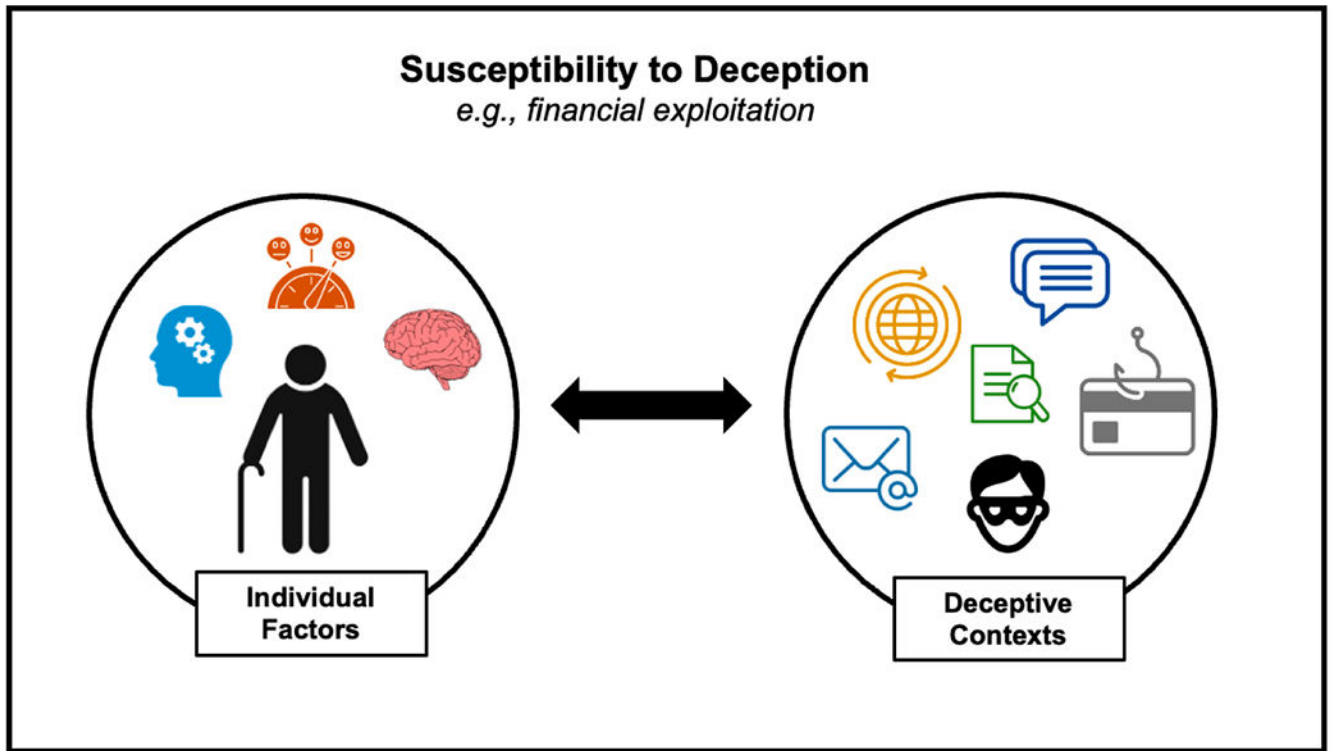 Susceptibility to Deception
e.g., financial exploitation
@
Individual
Factors
Deceptive
Contexts